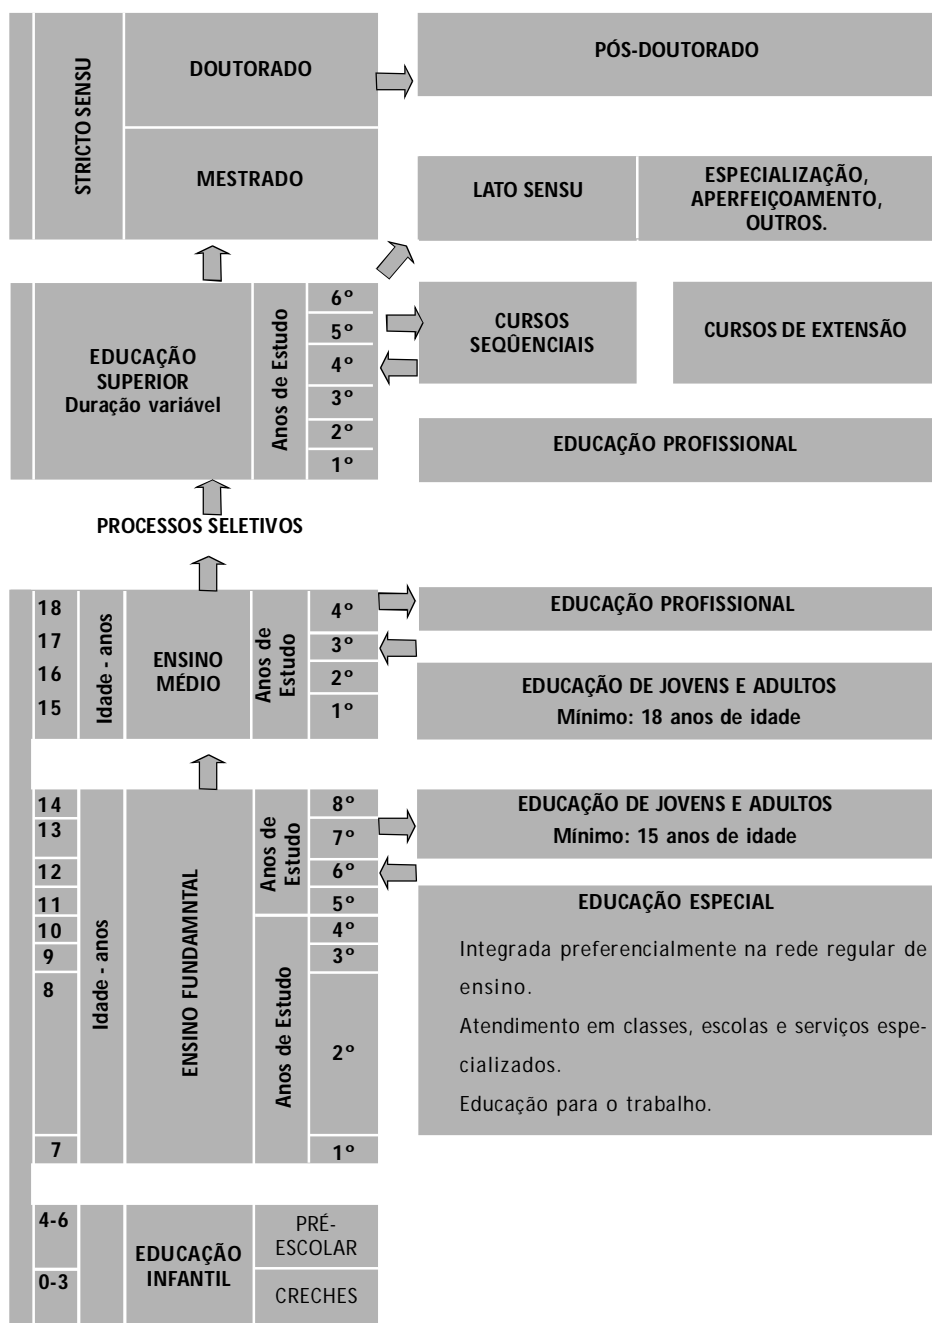 STRICTO SENSU
DOUTORADO
PÓS-DOUTORADO
MESTRADO
LATO SENSU
ESPECIALIZAÇÃO,
APERFEIÇOAMENTO,
OUTROS.
EDUCAÇÃO
SUPERIOR
Duração variável
Anos de Estudo
6º
5º
4º
3º
2º
1º
CURSOS
SEQÜENCIAIS
CURSOS DE EXTENSÃO
EDUCAÇÃO PROFISSIONAL
PROCESSOS SELETIVOS
18
17
16
15
Idade - anos
ENSINO
MÉDIO
Anos de
Estudo
4º
3º
2º
1º
EDUCAÇÃO PROFISSIONAL
EDUCAÇÃO DE JOVENS E ADULTOS
Mínimo: 18 anos de idade
14
13
12
11
10
9
8
7
Idade - anos
ENSINO FUNDAMNTAL
Anos de
Estudo
8º
7º
6º
5º
Anos de Estudo
4º
3º
2º
1º
EDUCAÇÃO DE JOVENS E ADULTOS
Mínimo: 15 anos de idade
EDUCAÇÃO ESPECIAL
Integrada preferencialmente na rede regular de
ensino.
Atendimento em classes, escolas e serviços espe-
cializados.
Educação para o trabalho.
4-6
0-3
EDUCAÇÃO
INFANTIL
PRÉ-
ESCOLAR
CRECHES